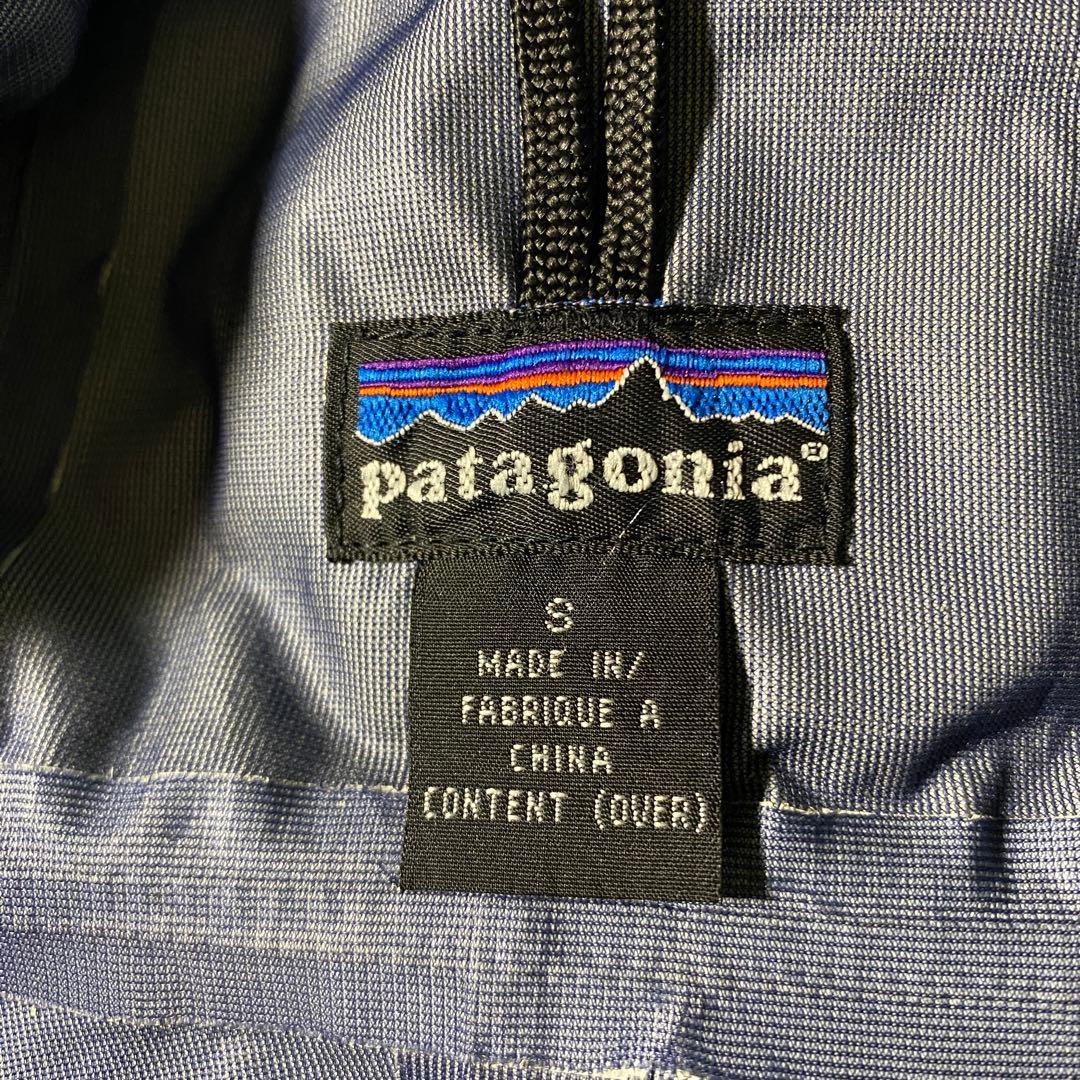 patagonia®
S
MADE IN/
FABRIQUE A
CHINA
CONTENT (OVER)